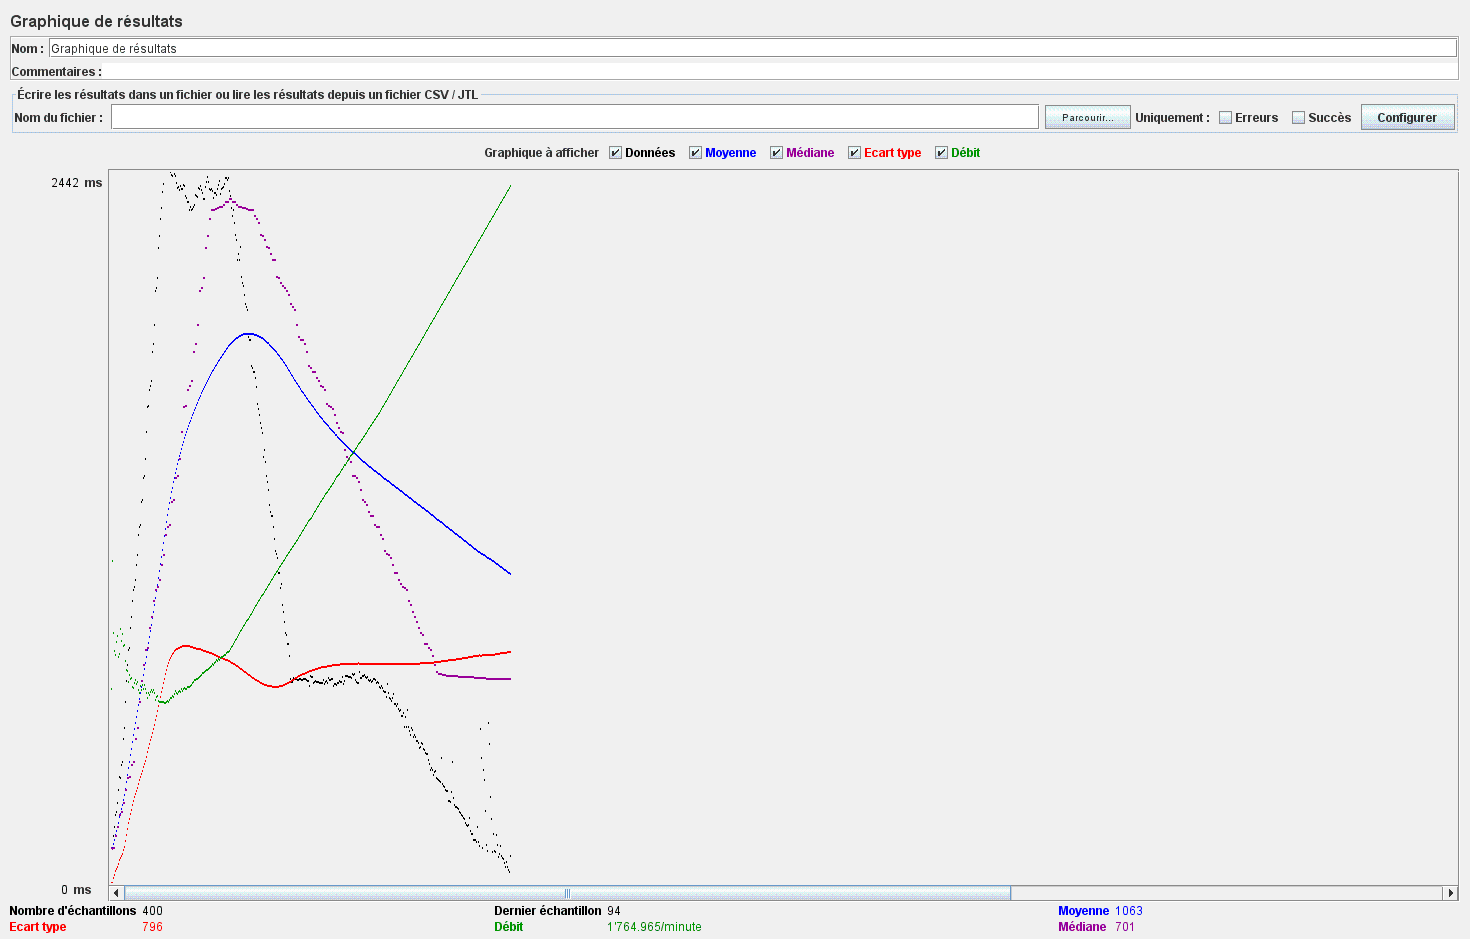 Graphique de résultats
Nom : Graphique de résultats
Commentaires :
Écrire les résultats dans un fichier ou lire les résultats depuis un fichier CSV / JTL
Nom du fichier : Parcourir... Uniquement : Erreurs Succès Configurer
Graphique à afficher Données Moyenne Médiane Ecart type Débit
2442 ms
0 ms
Nombre d'échantillons 400 Dernier échantillon 94 Moyenne 1063
Ecart type 796 Débit 1'764.965/minute Médiane 701